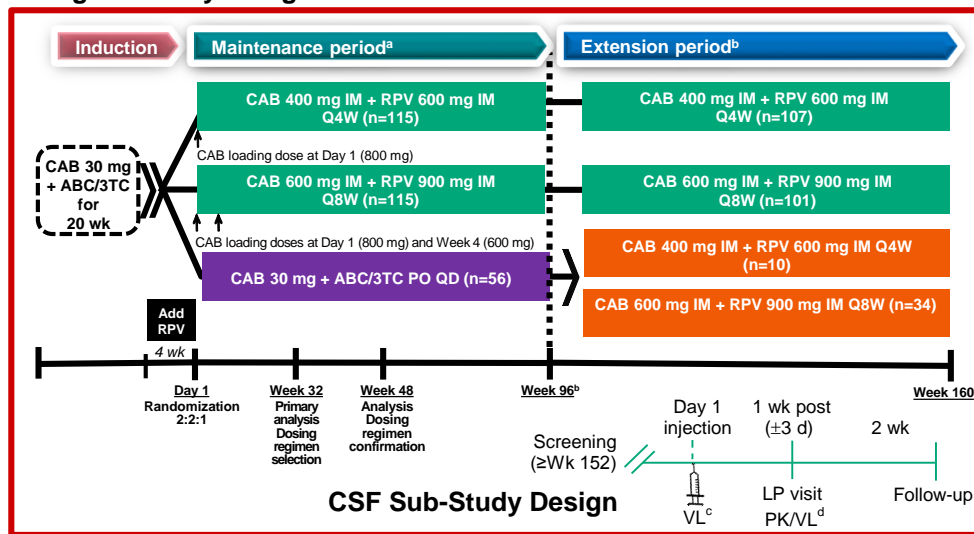 Induction
Maintenance periodᵃ
Extension periodᵇ
CAB 400 mg IM + RPV 600 mg IM
Q4W (n=115)
CAB 400 mg IM + RPV 600 mg IM
Q4W (n=107)
CAB loading dose at Day 1 (800 mg)
CAB 30 mg
+ ABC/3TC
for
20 wk
CAB 600 mg IM + RPV 900 mg IM
Q8W (n=115)
CAB 600 mg IM + RPV 900 mg IM
Q8W (n=101)
CAB loading doses at Day 1 (800 mg) and Week 4 (600 mg)
CAB 30 mg + ABC/3TC PO QD (n=56)
CAB 400 mg IM + RPV 600 mg IM Q4W
(n=10)
CAB 600 mg IM + RPV 900 mg IM Q8W (n=34)
Add
RPV
4 wk
Day 1
Randomization
2:2:1
Week 32
Primary
analysis
Dosing
regimen
selection
Week 48
Analysis
Dosing
regimen
confirmation
Week 96ᵇ
Week 160
Screening
(≥Wk 152)
Day 1
injection
1 wk post
(±3 d)
2 wk
VLᶜ
LP visit
PK/VLᵈ
Follow-up
CSF Sub-Study Design